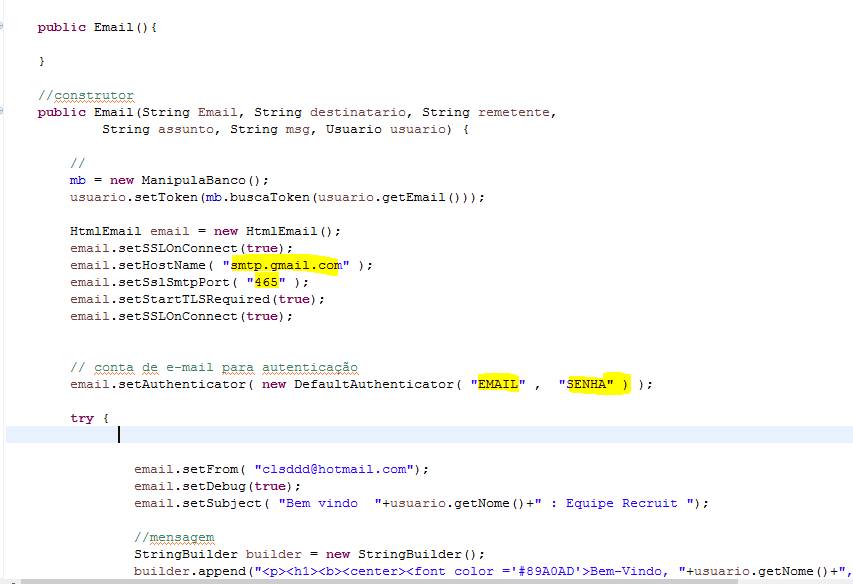 public Email(){
}
//construtor
public Email(String Email, String destinatario, String remetente,
String assunto, String msg, Usuario usuario) {
//
mb = new ManipulaBanco();
usuario.setToken(mb.buscaToken(usuario.getEmail()));
HtmlEmail email = new HtmlEmail();
email.setSSLOnConnect(true);
email.setHostName( "smtp.gmail.com" );
email.setSslSmtpPort( "465" );
email.setStartTLSRequired(true);
email.setSSLOnConnect(true);
// conta de e-mail para autenticação
email.setAuthenticator( new DefaultAuthenticator( "EMAIL" , "SENHA" ) );
try {
email.setFrom( "clsddd@hotmail.com");
email.setDebug(true);
email.setSubject( "Bem vindo  "+usuario.getNome()+" : Equipe Recruit ");
//mensagem
StringBuilder builder = new StringBuilder();
builder.append("<p><h1><b><center><font color ='#89A0AD'>Bem-Vindo, "+usuario.getNome()+",